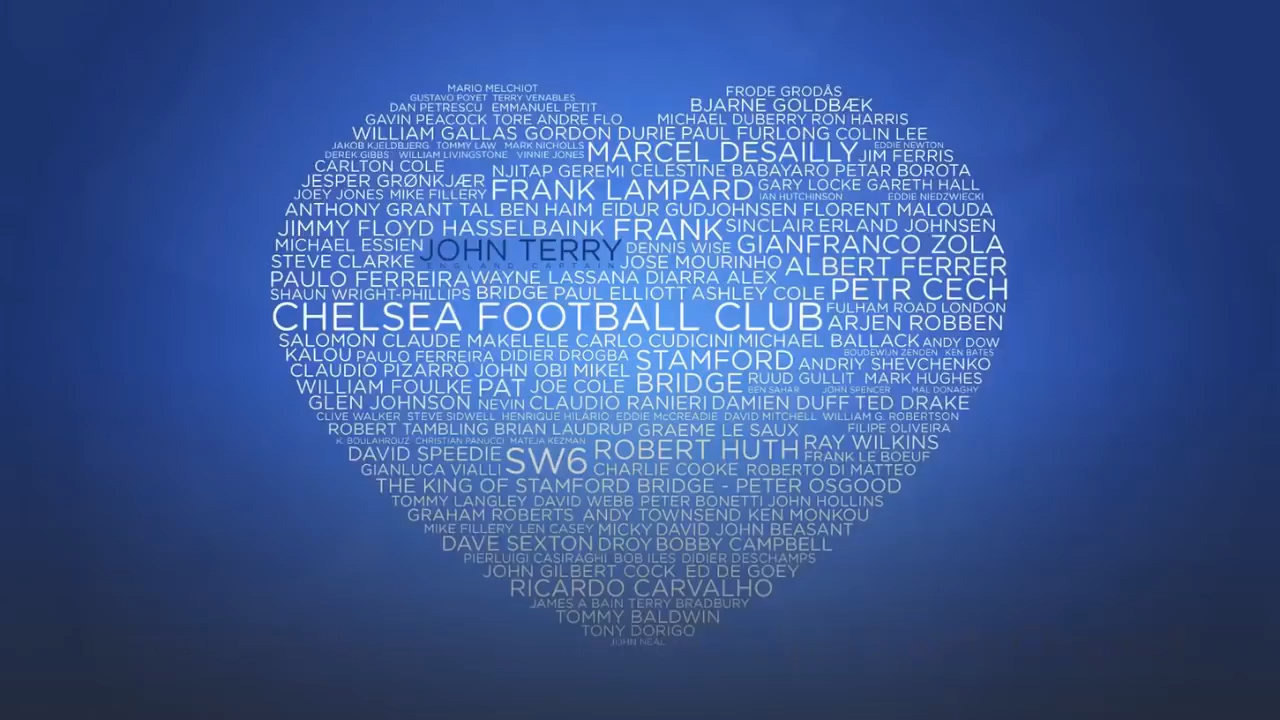 MARIO MELCHIOT FRODE GRODÅS
GUSTAVO POYET TERRY VENABLES
DAN PETRESCU EMMANUEL PETIT BJARNE GOLDBÆK
GAVIN PEACOCK TORE ANDRE FLO MICHAEL DUBERRY RON HARRIS
WILLIAM GALLAS GORDON DURIE PAUL FURLONG COLIN LEE
JAKOB KJELDBJERG TOMMY LAW MARK NICHOLLS MARCEL DESAILLY EDDIE NEWTON
DEREK GIBBS WILLIAM LIVINGSTONE VINNIE JONES JIM FERRIS
CARLTON COLE NJITAP GEREMI CELESTINE BABAYARO PETAR BOROTA
JESPER GRØNKJÆR FRANK LAMPARD GARY LOCKE GARETH HALL
JOEY JONES MIKE FILLERY IAN HUTCHINSON EDDIE NIEDZWIECKI
ANTHONY GRANT TAL BEN HAIM EIDUR GUDJOHNSEN FLORENT MALOUDA
JIMMY FLOYD HASSELBAINK FRANK SINCLAIR ERLAND JOHNSEN
MICHAEL ESSIEN JOHN TERRY DENNIS WISE GIANFRANCO ZOLA
STEVE CLARKE ENGLAND CAPTAIN JOSE MOURINHO ALBERT FERRER
PAULO FERREIRA WAYNE LASSANA DIARRA ALEX
SHAUN WRIGHT-PHILLIPS BRIDGE PAUL ELLIOTT ASHLEY COLE PETR CECH
CHELSEA FOOTBALL CLUB FULHAM ROAD LONDON
ARJEN ROBBEN
SALOMON CLAUDE MAKELELE CARLO CUDICINI MICHAEL BALLACK ANDY DOW
KALOU PAULO FERREIRA DIDIER DROGBA STAMFORD BOUDEWIJN ZENDEN KEN BATES
CLAUDIO PIZARRO JOHN OBI MIKEL ANDRIY SHEVCHENKO
WILLIAM FOULKE PAT JOE COLE BRIDGE RUUD GULLIT MARK HUGHES
BEN SAHAR JOHN SPENCER MAL DONAGHY
GLEN JOHNSON NEVIN CLAUDIO RANIERI DAMIEN DUFF TED DRAKE
CLIVE WALKER STEVE SIDWELL HENRIQUE HILARIO EDDIE McCREADIE DAVID MITCHELL WILLIAM G. ROBERTSON
ROBERT TAMBLING BRIAN LAUDRUP GRAEME LE SAUX FILIPE OLIVEIRA
K. BOULAHROUZ CHRISTIAN PANUCCI MATEJA KEZMAN ROBERT HUTH RAY WILKINS
DAVID SPEEDIE SW6 FRANK LE BOEUF
GIANLUCA VIALLI CHARLIE COOKE ROBERTO DI MATTEO
THE KING OF STAMFORD BRIDGE - PETER OSGOOD
TOMMY LANGLEY DAVID WEBB PETER BONETTI JOHN HOLLINS
GRAHAM ROBERTS ANDY TOWNSEND KEN MONKOU
MIKE FILLERY LEN CASEY MICKY DAVID JOHN BEASANT
DAVE SEXTON DROY BOBBY CAMPBELL
PIERLUIGI CASIRAGHI BOB ILES DIDIER DESCHAMPS
JOHN GILBERT COCK ED DE GOEY
RICARDO CARVALHO
JAMES A BAIN TERRY BRADBURY
TOMMY BALDWIN
TONY DORIGO
JOHN NEAL